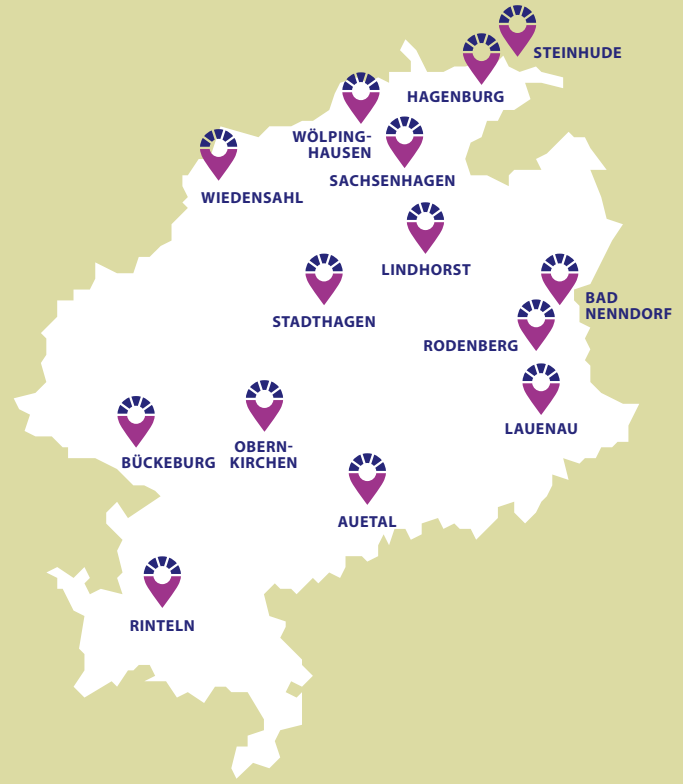 STEINHUDE
HAGENBURG
WÖLPING-
HAUSEN
SACHSENHAGEN
WIEDENSAHL
LINDHORST
BAD
NENNDORF
STADTHAGEN
RODENBERG
LAUENAU
OBERN-
KIRCHEN
BÜCKEBURG
AUETAL
RINTELN